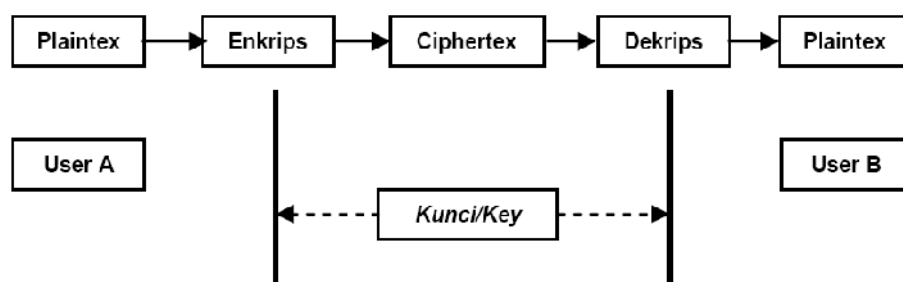 Plaintex
Enkrips
Ciphertex
Dekrips
Plaintex
User A
User B
Kunci/Key